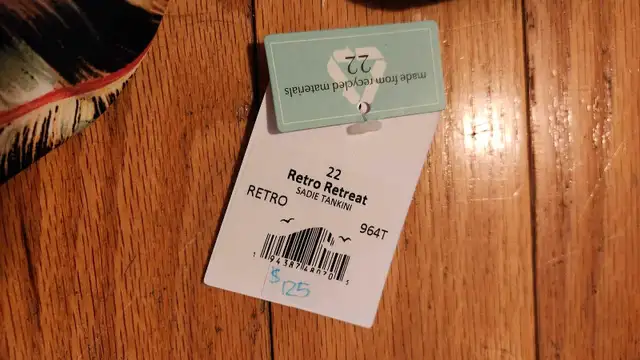 made from recycled materials
22
22
Retro Retreat
SADIE TANKINI
RETRO
964T
$125